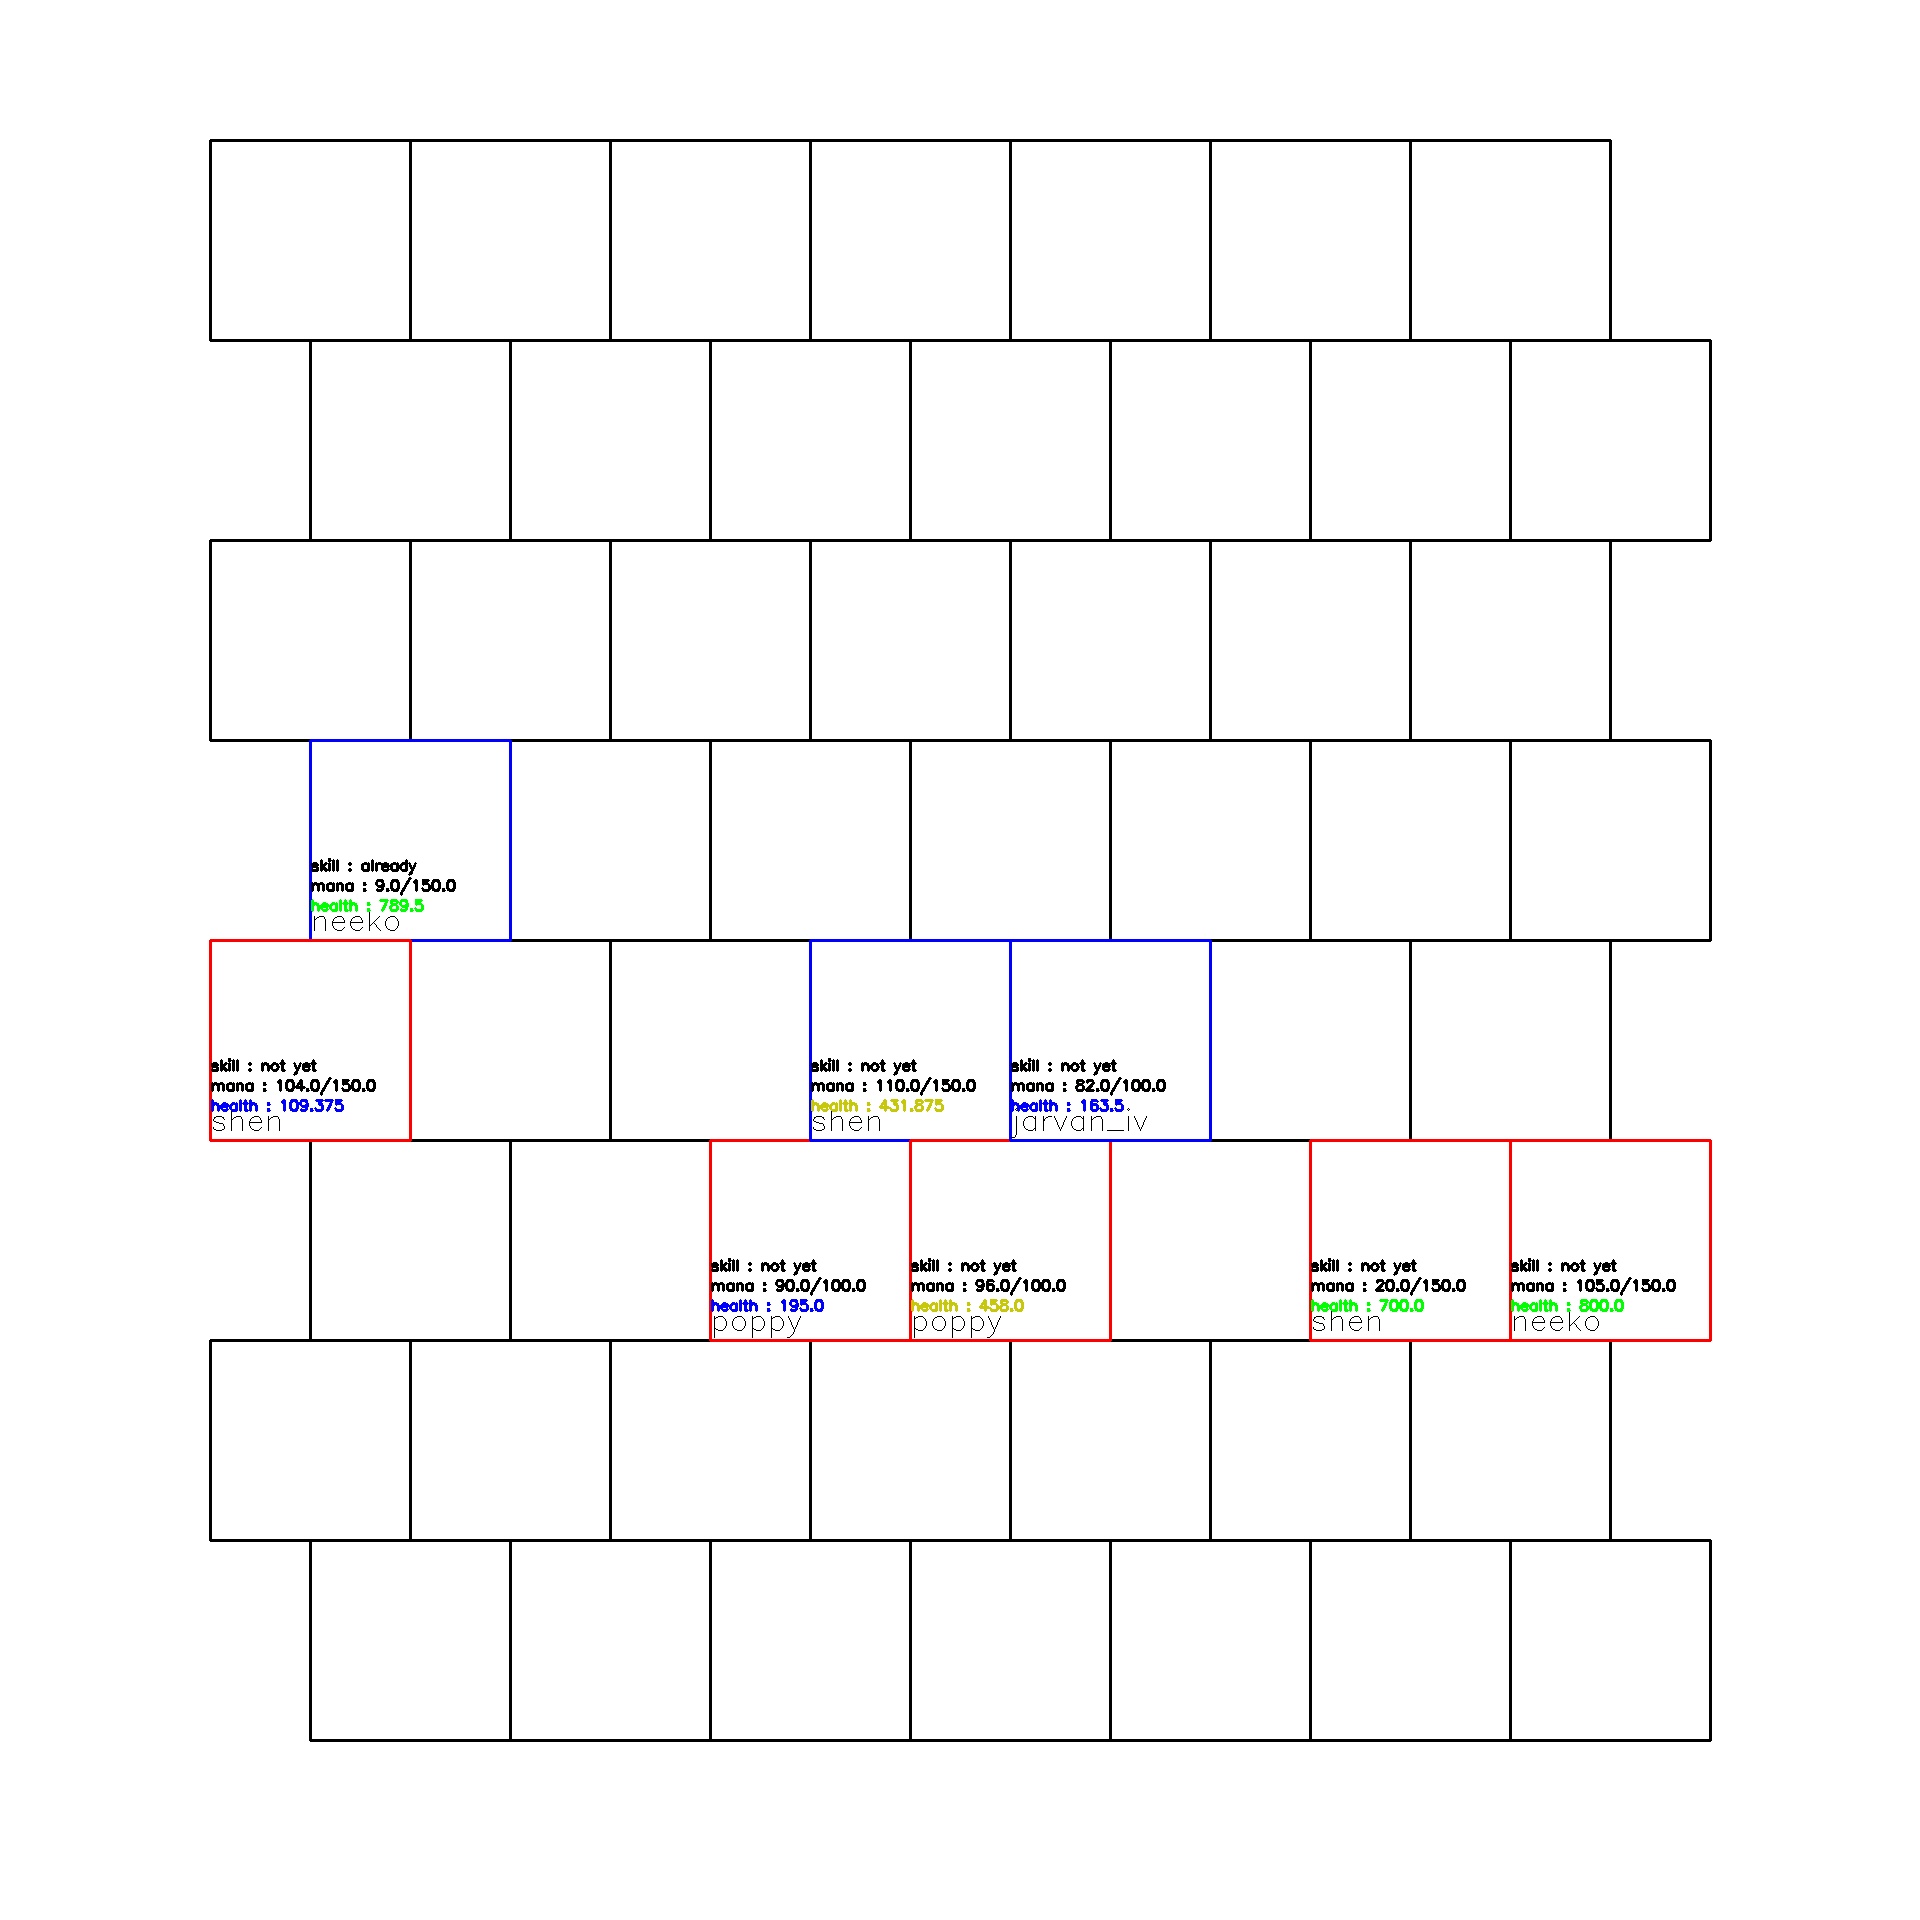 skill : already
mana : 9.0/150.0
health : 789.5
neeko
skill : not yet
mana : 104.0/150.0
health : 109.375
shen
skill : not yet
mana : 110.0/150.0
health : 431.875
shen
skill : not yet
mana : 82.0/100.0
health : 163.5
jarvan_iv
skill : not yet
mana : 90.0/100.0
health : 195.0
poppy
skill : not yet
mana : 96.0/100.0
health : 458.0
poppy
skill : not yet
mana : 20.0/150.0
health : 700.0
shen
skill : not yet
mana : 105.0/150.0
health : 800.0
neeko